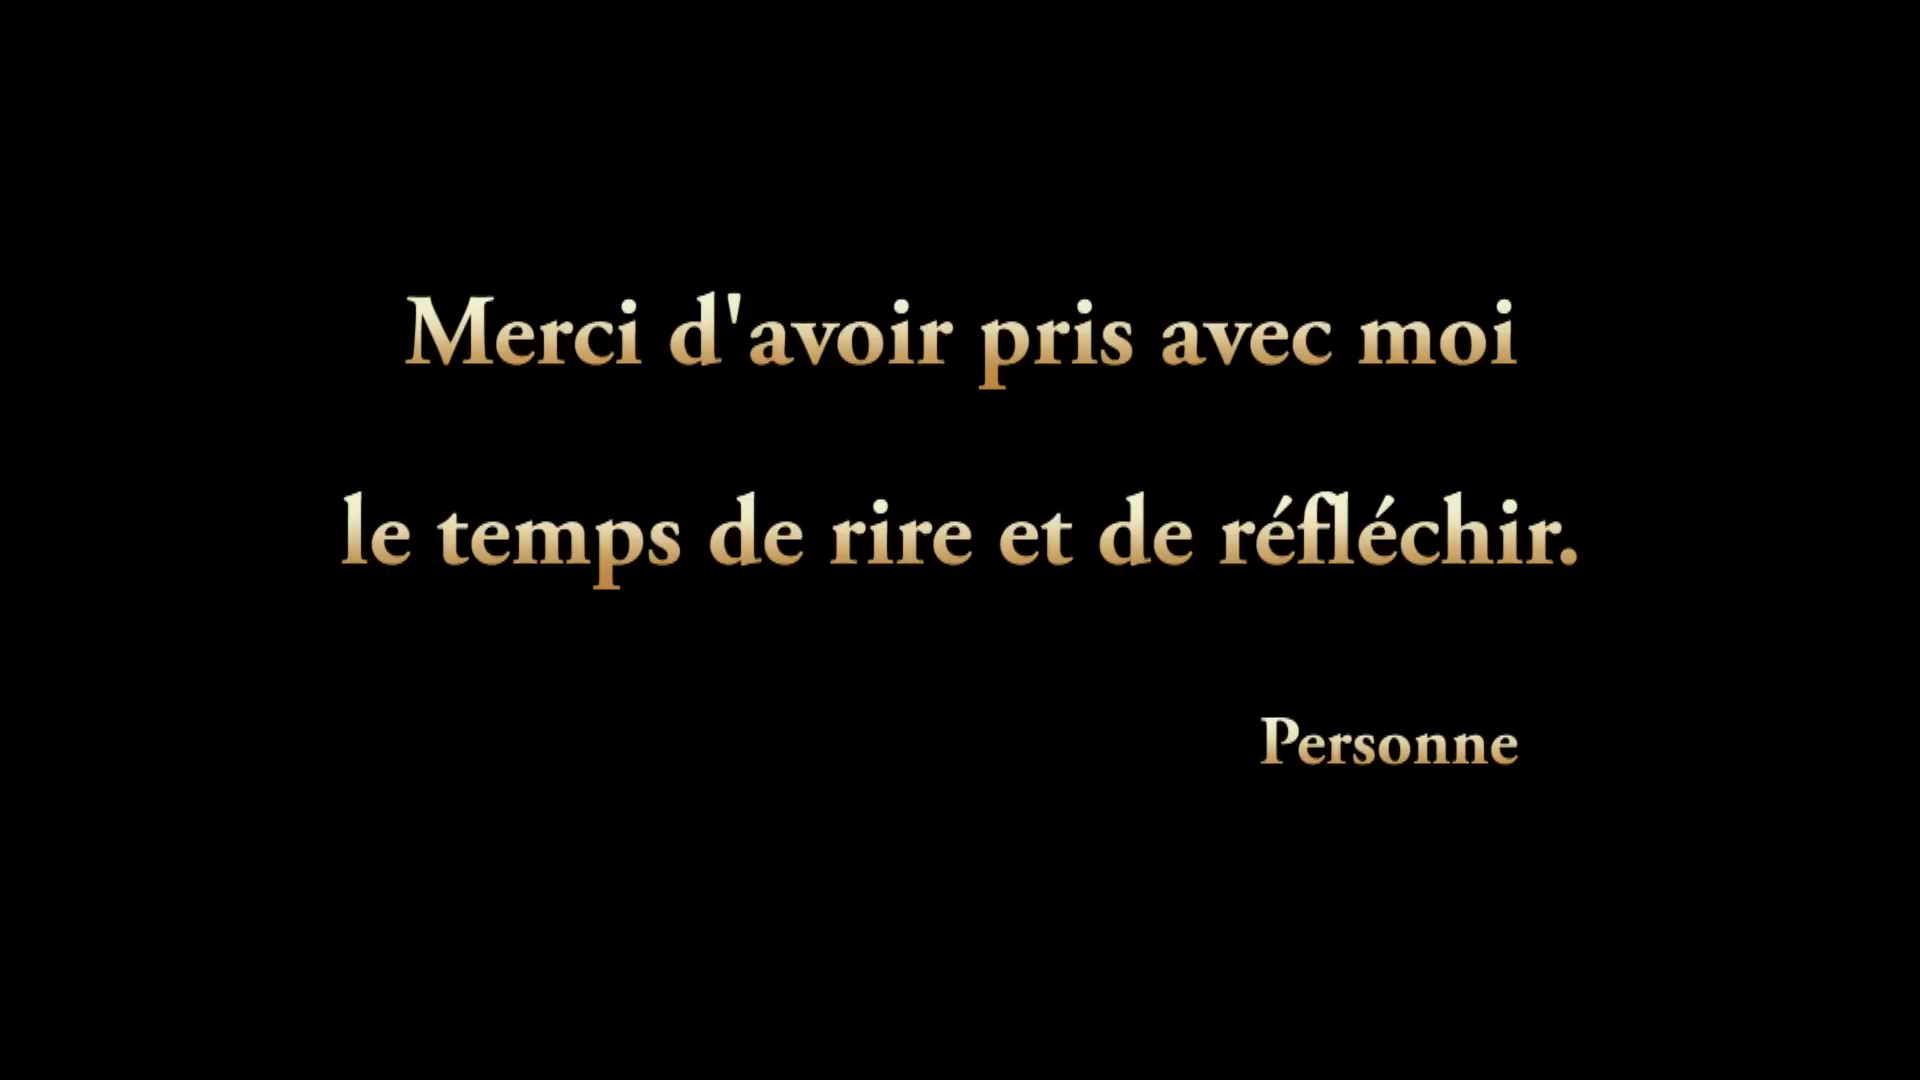 Merci d'avoir pris avec moi
le temps de rire et de réfléchir.
Personne